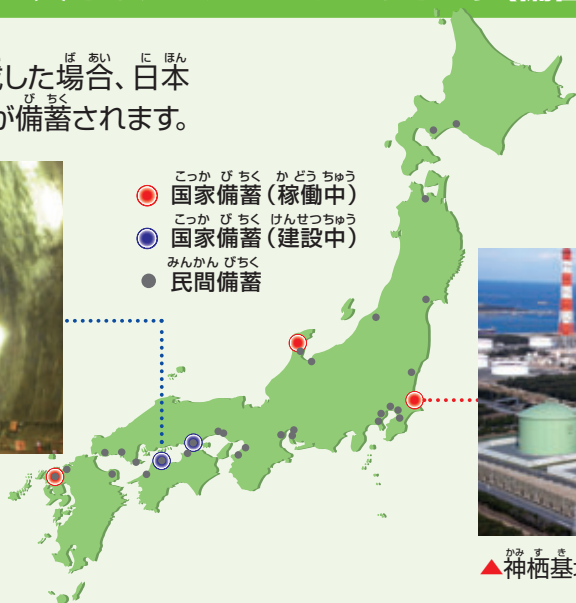 した場合、日本
が備蓄されます。
国家備蓄(稼働中)
国家備蓄(建設中)
民間備蓄
▲神栖基